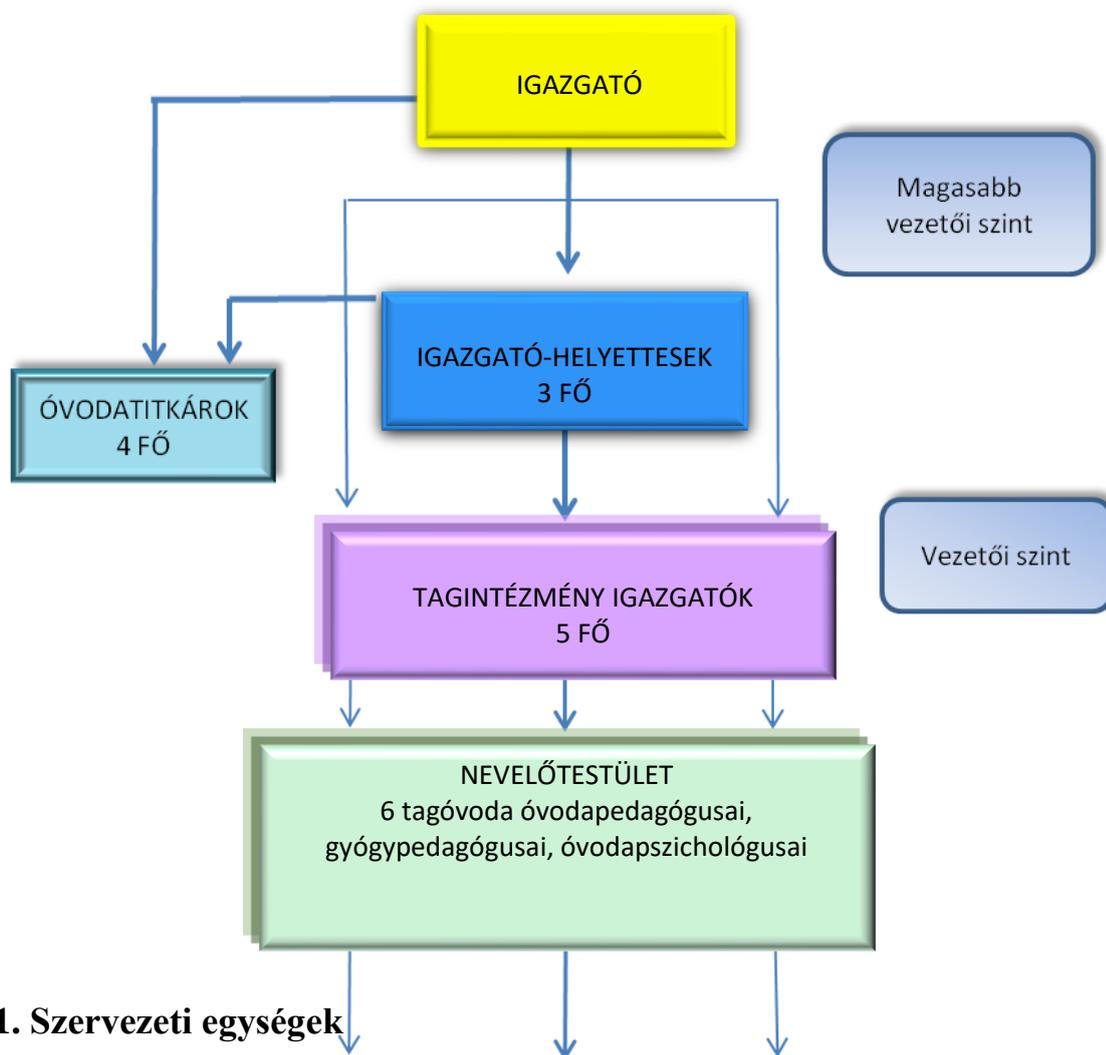 IGAZGATÓ
Magasabb
vezetői szint
IGAZGATÓ-HELYETTESEK
3 FŐ
ÓVODATITKÁROK
4 FŐ
Vezetői szint
TAGINTÉZMÉNY IGAZGATÓK
5 FŐ
NEVELŐTESTÜLET
6 tagóvoda óvodapedagógusai,
gyógypedagógusai, óvodapszichológusai
1. Szervezeti egységek